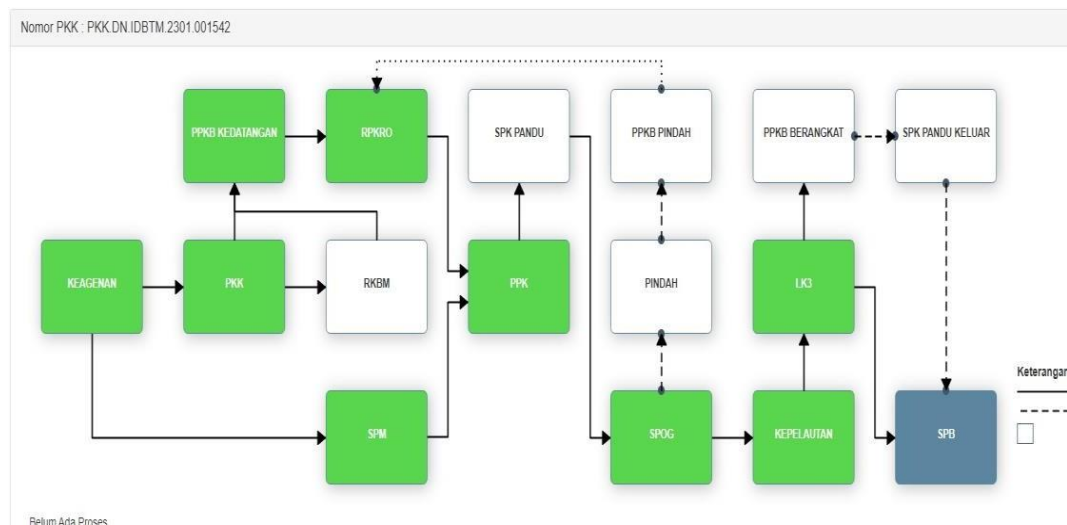 Nomor PKK : PKK.DN.IDBTM.2301.001542
PPKB KEDATANGAN
RPKRO
SPK PANDU
PPKB PINDAH
PPKB BERANGKAT
SPK PANDU KELUAR
KEAGENAN
PKK
RKBM
PPK
PINDAH
LK3
Keterangan
SPM
SPOG
KEPELAUTAN
SPB
Belum Ada Proses